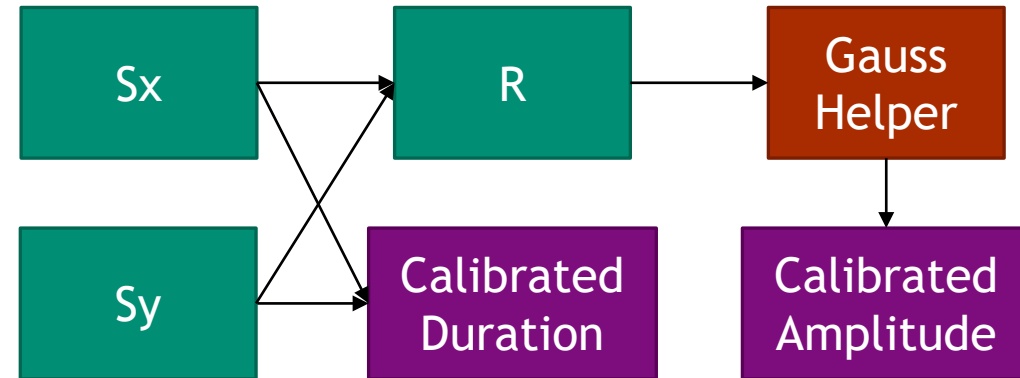 Sx
R
Gauss
Helper
Sy
Calibrated
Duration
Calibrated
Amplitude